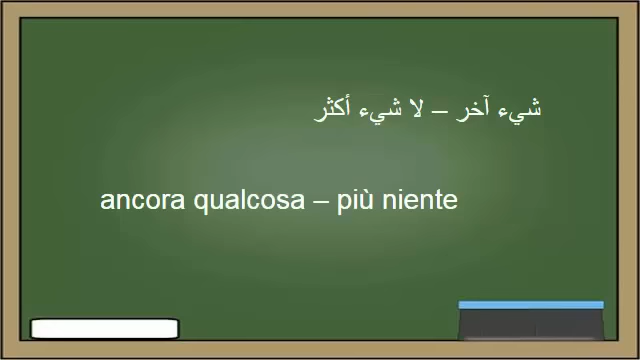 شيء آخر – لا شيء أكثر
ancora qualcosa – più niente